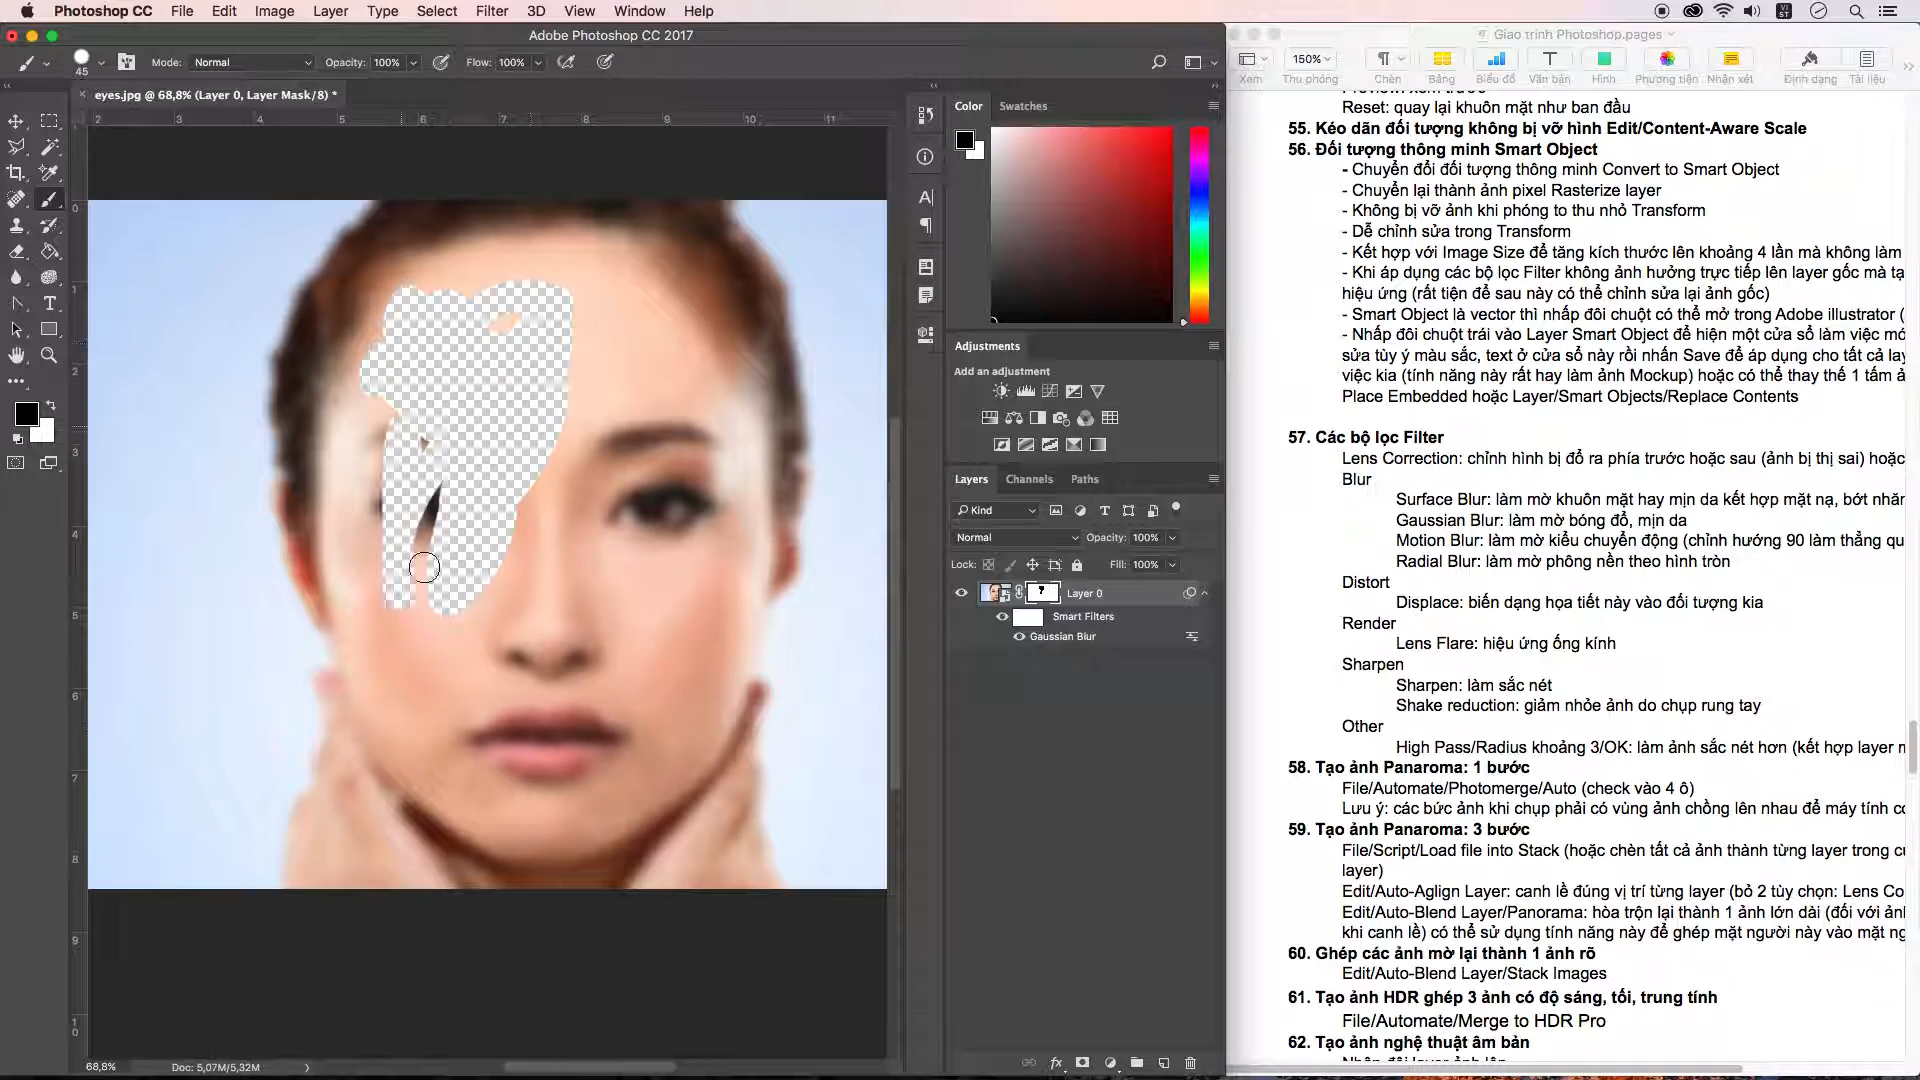 Photoshop CC File Edit Image Layer Type Select Filter 3D View Window Help
Adobe Photoshop CC 2017
45 Mode: Normal Opacity: 100% Flow: 100%
eyes.jpg @ 68,8% (Layer 0, Layer Mask/8) *
2 3 4 5 6 7 8 9 10 11
0
1
2
3
4
5
6
7
8
9
1
0
68,8% Doc: 5,07M/5,32M
Color Swatches
Adjustments
Add an adjustment
Layers Channels Paths
Kind
Normal Opacity: 100%
Lock: Fill: 100%
Layer 0
Smart Filters
Gaussian Blur
fx
Giao trinh Photoshop.pages
150%
Xem Thu phóng Chèn Bảng Biểu đồ Văn bản Hình Phương tiện Nhận xét Định dạng Tài liệu
Reset: quay lại khuôn mặt như ban đầu
55. Kéo dãn đối tượng không bị vỡ hình Edit/Content-Aware Scale
56. Đối tượng thông minh Smart Object
- Chuyển đổi đối tượng thông minh Convert to Smart Object
- Chuyển lại thành ảnh pixel Rasterize layer
- Không bị vỡ ảnh khi phóng to thu nhỏ Transform
- Dễ chỉnh sửa trong Transform
- Kết hợp với Image Size để tăng kích thước lên khoảng 4 lần mà không làm
- Khi áp dụng các bộ lọc Filter không ảnh hưởng trực tiếp lên layer gốc mà
hiệu ứng (rất tiện để sau này có thể chỉnh sửa lại ảnh gốc)
- Smart Object là vector thì nhấp đôi chuột có thể mở trong Adobe illustrator (
- Nhấp đôi chuột trái vào Layer Smart Object để hiện một cửa sổ làm việc
sửa tùy ý màu sắc, text ở cửa sổ này rồi nhấn Save để áp dụng cho tất cả
việc kia (tính năng này rất hay làm ảnh Mockup) hoặc có thể thay thế 1 tấm
Place Embedded hoặc Layer/Smart Objects/Replace Contents
57. Các bộ lọc Filter
Lens Correction: chỉnh hình bị đổ ra phía trước hoặc sau (ảnh bị thị sai) hoặc
Blur
Surface Blur: làm mờ khuôn mặt hay mịn da kết hợp mặt nạ, bớt
Gaussian Blur: làm mờ bóng đổ, mịn da
Motion Blur: làm mờ kiểu chuyển động (chỉnh hướng 90 làm thẳng
Radial Blur: làm mờ phông nền theo hình tròn
Distort
Displace: biến dạng họa tiết này vào đối tượng kia
Render
Lens Flare: hiệu ứng ống kính
Sharpen
Sharpen: làm sắc nét
Shake reduction: giảm nhỏe ảnh do chụp rung tay
Other
High Pass/Radius khoảng 3/OK: làm ảnh sắc nét hơn (kết hợp layer
58. Tạo ảnh Panaroma: 1 bước
File/Automate/Photomerge/Auto (check vào 4 ô)
Lưu ý: các bức ảnh khi chụp phải có vùng ảnh chồng lên nhau để máy tính
59. Tạo ảnh Panaroma: 3 bước
File/Script/Load file into Stack (hoặc chèn tất cả ảnh thành từng layer trong
layer)
Edit/Auto-Aglign Layer: canh lề đúng vị trí từng layer (bỏ 2 tùy chọn: Lens
Edit/Auto-Blend Layer/Panorama: hòa trộn lại thành 1 ảnh lớn dài (đối với
khi canh lề) có thể sử dụng tính năng này để ghép mặt người này vào mặt
60. Ghép các ảnh mờ lại thành 1 ảnh rõ
Edit/Auto-Blend Layer/Stack Images
61. Tạo ảnh HDR ghép 3 ảnh có độ sáng, tối, trung tính
File/Automate/Merge to HDR Pro
62. Tạo ảnh nghệ thuật âm bản